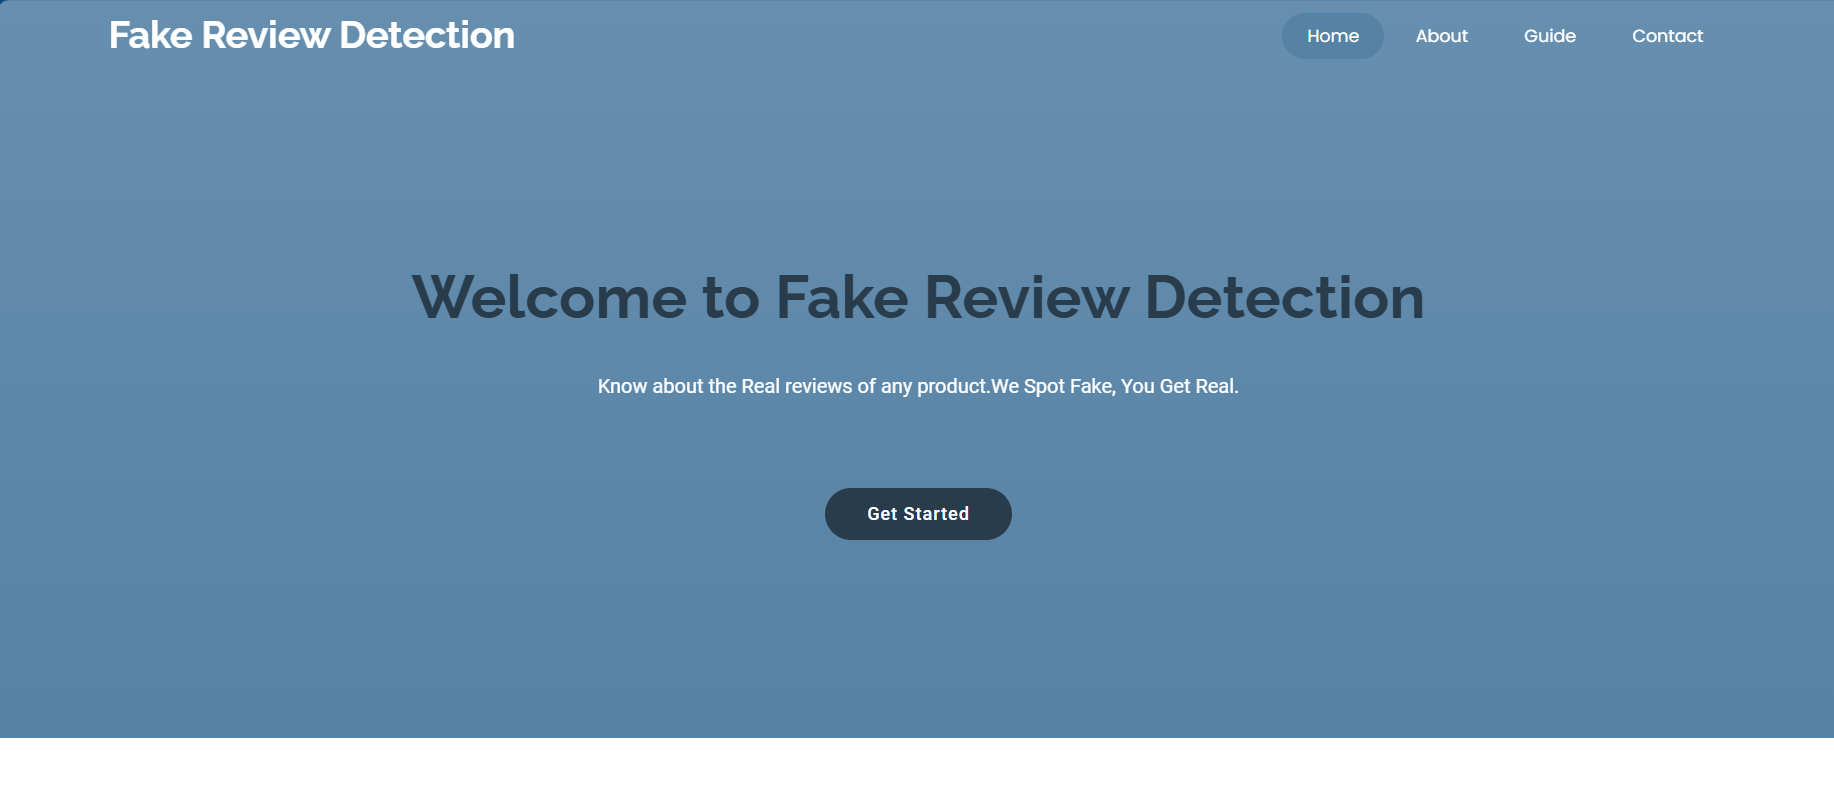 Fake Review Detection
Home About Guide Contact
Welcome to Fake Review Detection
Know about the Real reviews of any product.We Spot Fake, You Get Real.
Get Started